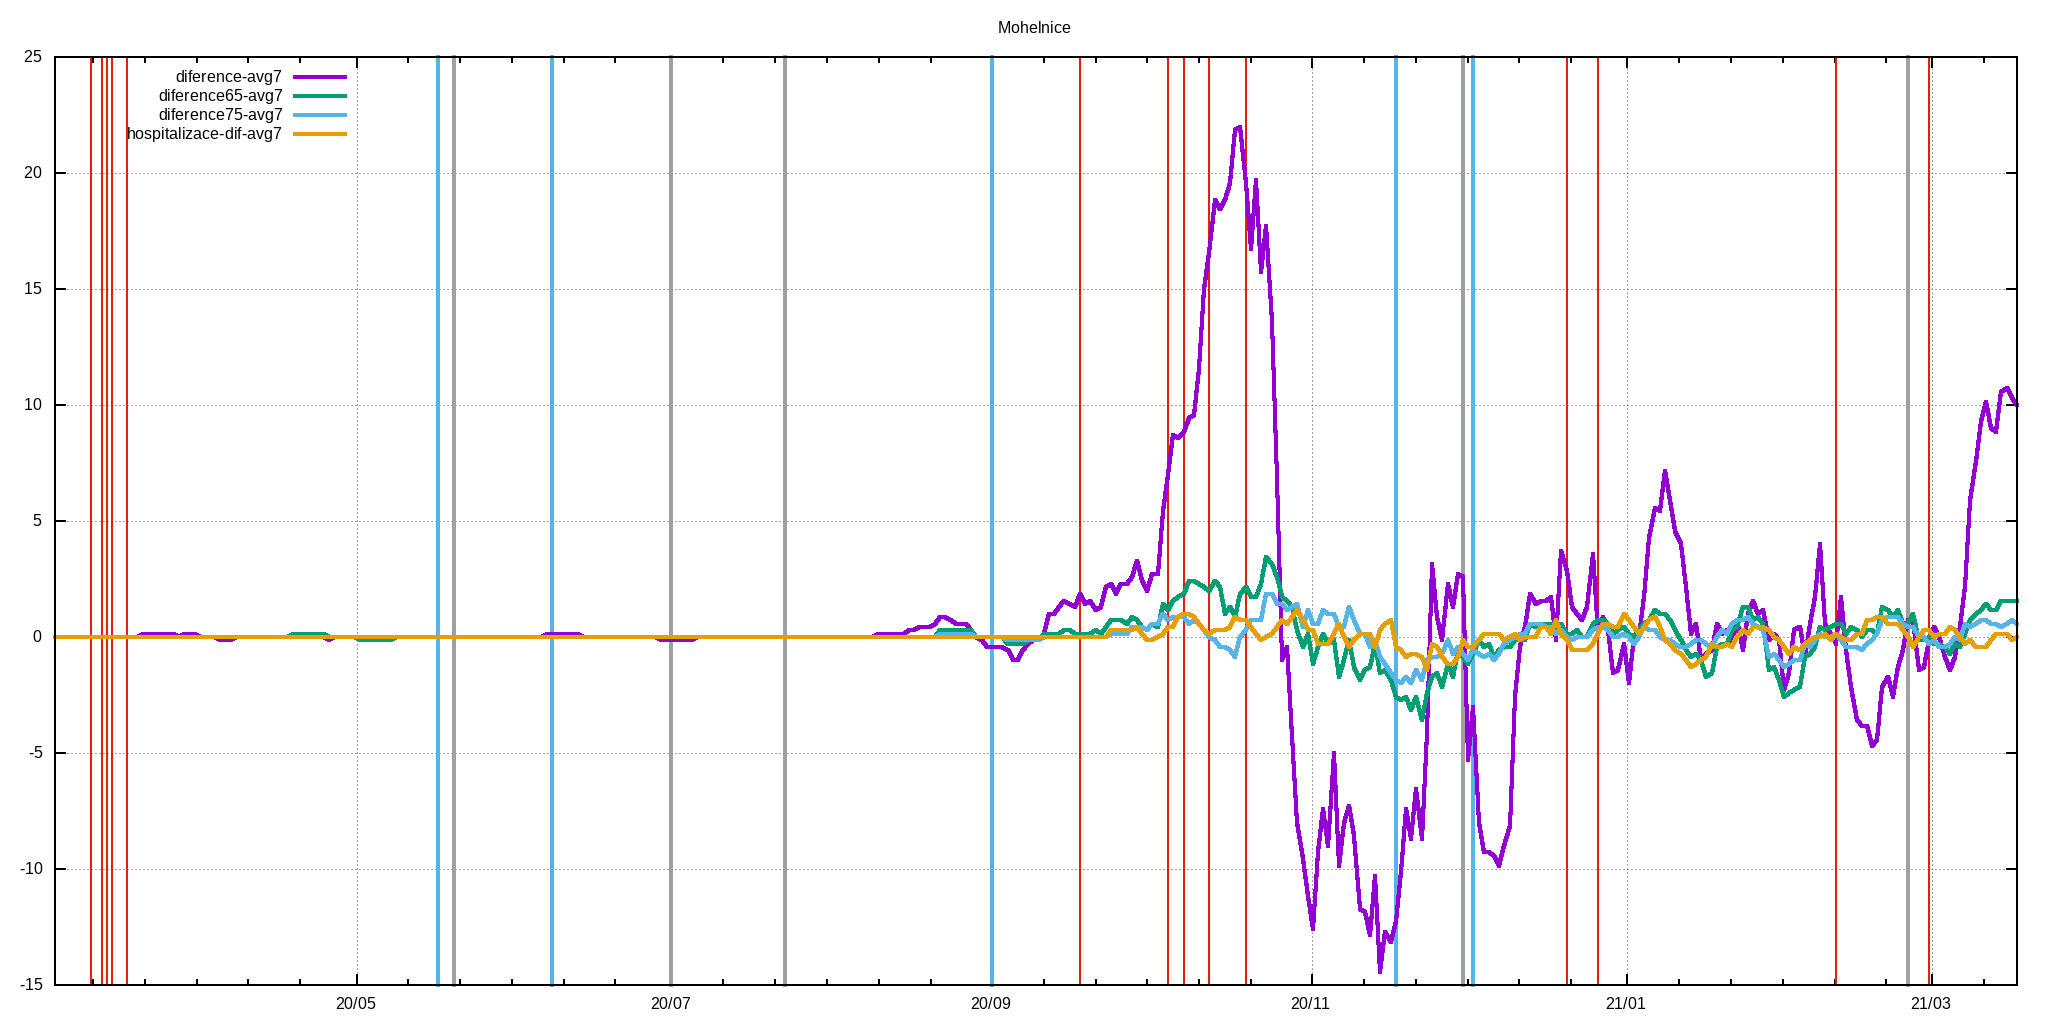 Mohelnice
25
diference-avg7
diference65-avg7
diference75-avg7
hospitalizace-dif-avg7
20
15
10
5
0
-5
-10
-15
20/05 20/07 20/09 20/11 21/01 21/03